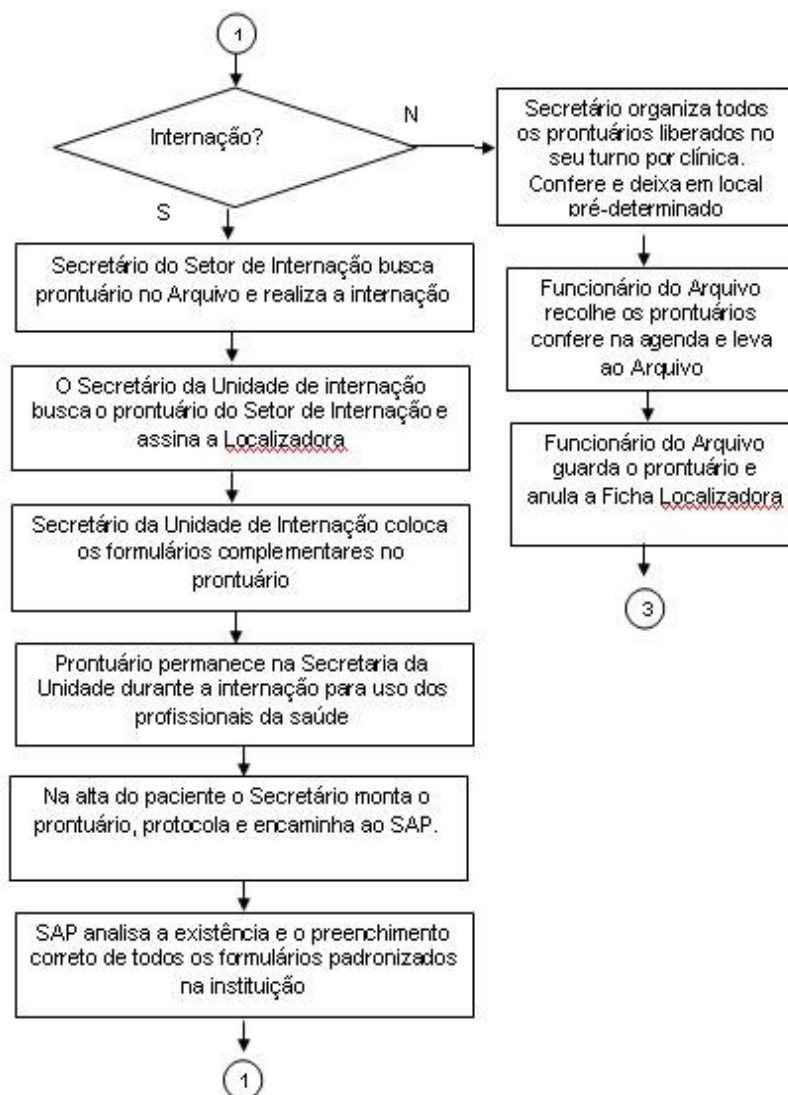 1
Internação?
N
S
Secretário do Setor de Internação busca
prontuário no Arquivo e realiza a internação
O Secretário da Unidade de internação
busca o prontuário do Setor de Internação e
assina a Localizadora
Secretário da Unidade de Internação coloca
os formulários complementares no
prontuário
Prontuário permanece na Secretaria da
Unidade durante a internação para uso dos
profissionais da saúde
Na alta do paciente o Secretário monta o
prontuário, protocola e encaminha ao SAP.
SAP analisa a existência e o preenchimento
correto de todos os formulários padronizados
na instituição
1
Secretário organiza todos
os prontuários liberados no
seu turno por clínica.
Confere e deixa em local
pré-determinado
Funcionário do Arquivo
recolhe os prontuários
confere na agenda e leva
ao Arquivo
Funcionário do Arquivo
guarda o prontuário e
anula a Ficha Localizadora
3